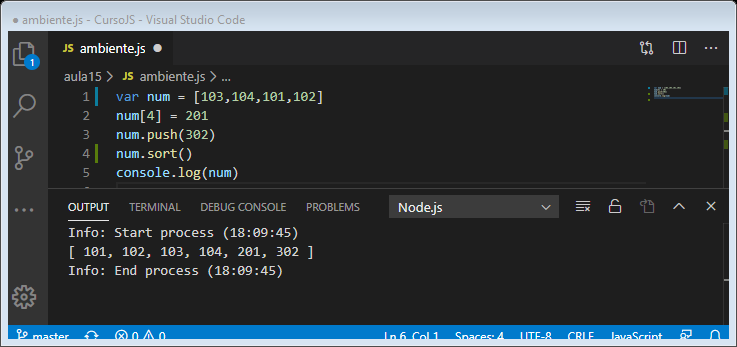 ● ambiente.js - CursoJS - Visual Studio Code
JS ambiente.js ●
aula15 > JS ambiente.js > ...
1 var num = [103,104,101,102]
2 num[4] = 201
3 num.push(302)
4 num.sort()
5 console.log(num)
6
1
OUTPUT TERMINAL DEBUG CONSOLE PROBLEMS Node.js
Info: Start process (18:09:45)
[ 101, 102, 103, 104, 201, 302 ]
Info: End process (18:09:45)
master 0 0 Ln 6, Col 1 Spaces: 4 UTF-8 CRLF JavaScript